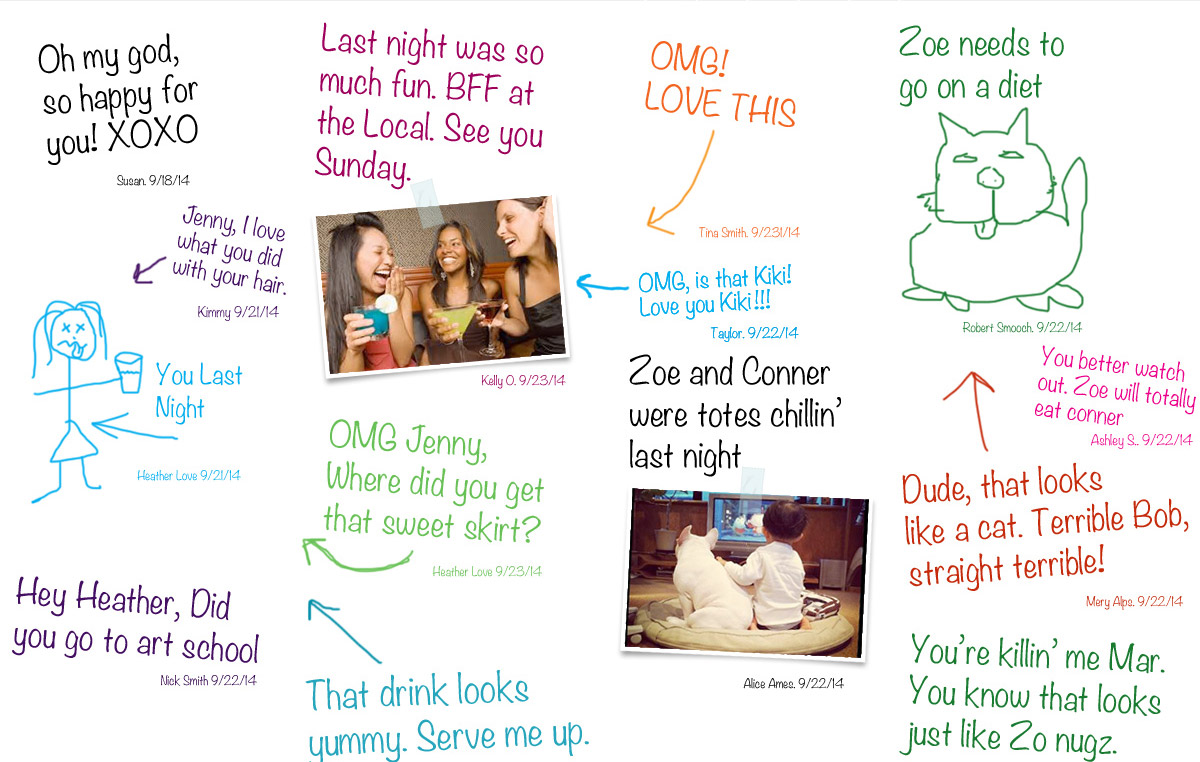 Oh my god,
so happy for
you! XOXO
Susan. 9/18/14
Jenny, I love
what you did
with your hair.
Kimmy 9/21/14
You Last
Night
Heather Love 9/21/14
Hey Heather, Did
you go to art school
Nick Smith 9/22/14
Last night was so
much fun. BFF at
the Local. See you
Sunday.
Kelly O. 9/23/14
OMG Jenny,
Where did you get
that sweet skirt?
Heather Love 9/23/14
That drink looks
yummy. Serve me up.
OMG!
LOVE THIS
Tina Smith. 9/231/14
OMG, is that Kiki!
Love you Kiki!!!
Taylor. 9/22/14
Zoe and Conner
were totes chillin'
last night
Alice Ames. 9/22/14
Zoe needs to
go on a diet
Robert Smooch. 9/22/14
You better watch
out. Zoe will totally
eat conner
Ashley S.. 9/22/14
Dude, that looks
like a cat. Terrible Bob,
straight terrible!
Mery Alps. 9/22/14
You're killin' me Mar.
You know that looks
just like Zo nugz.